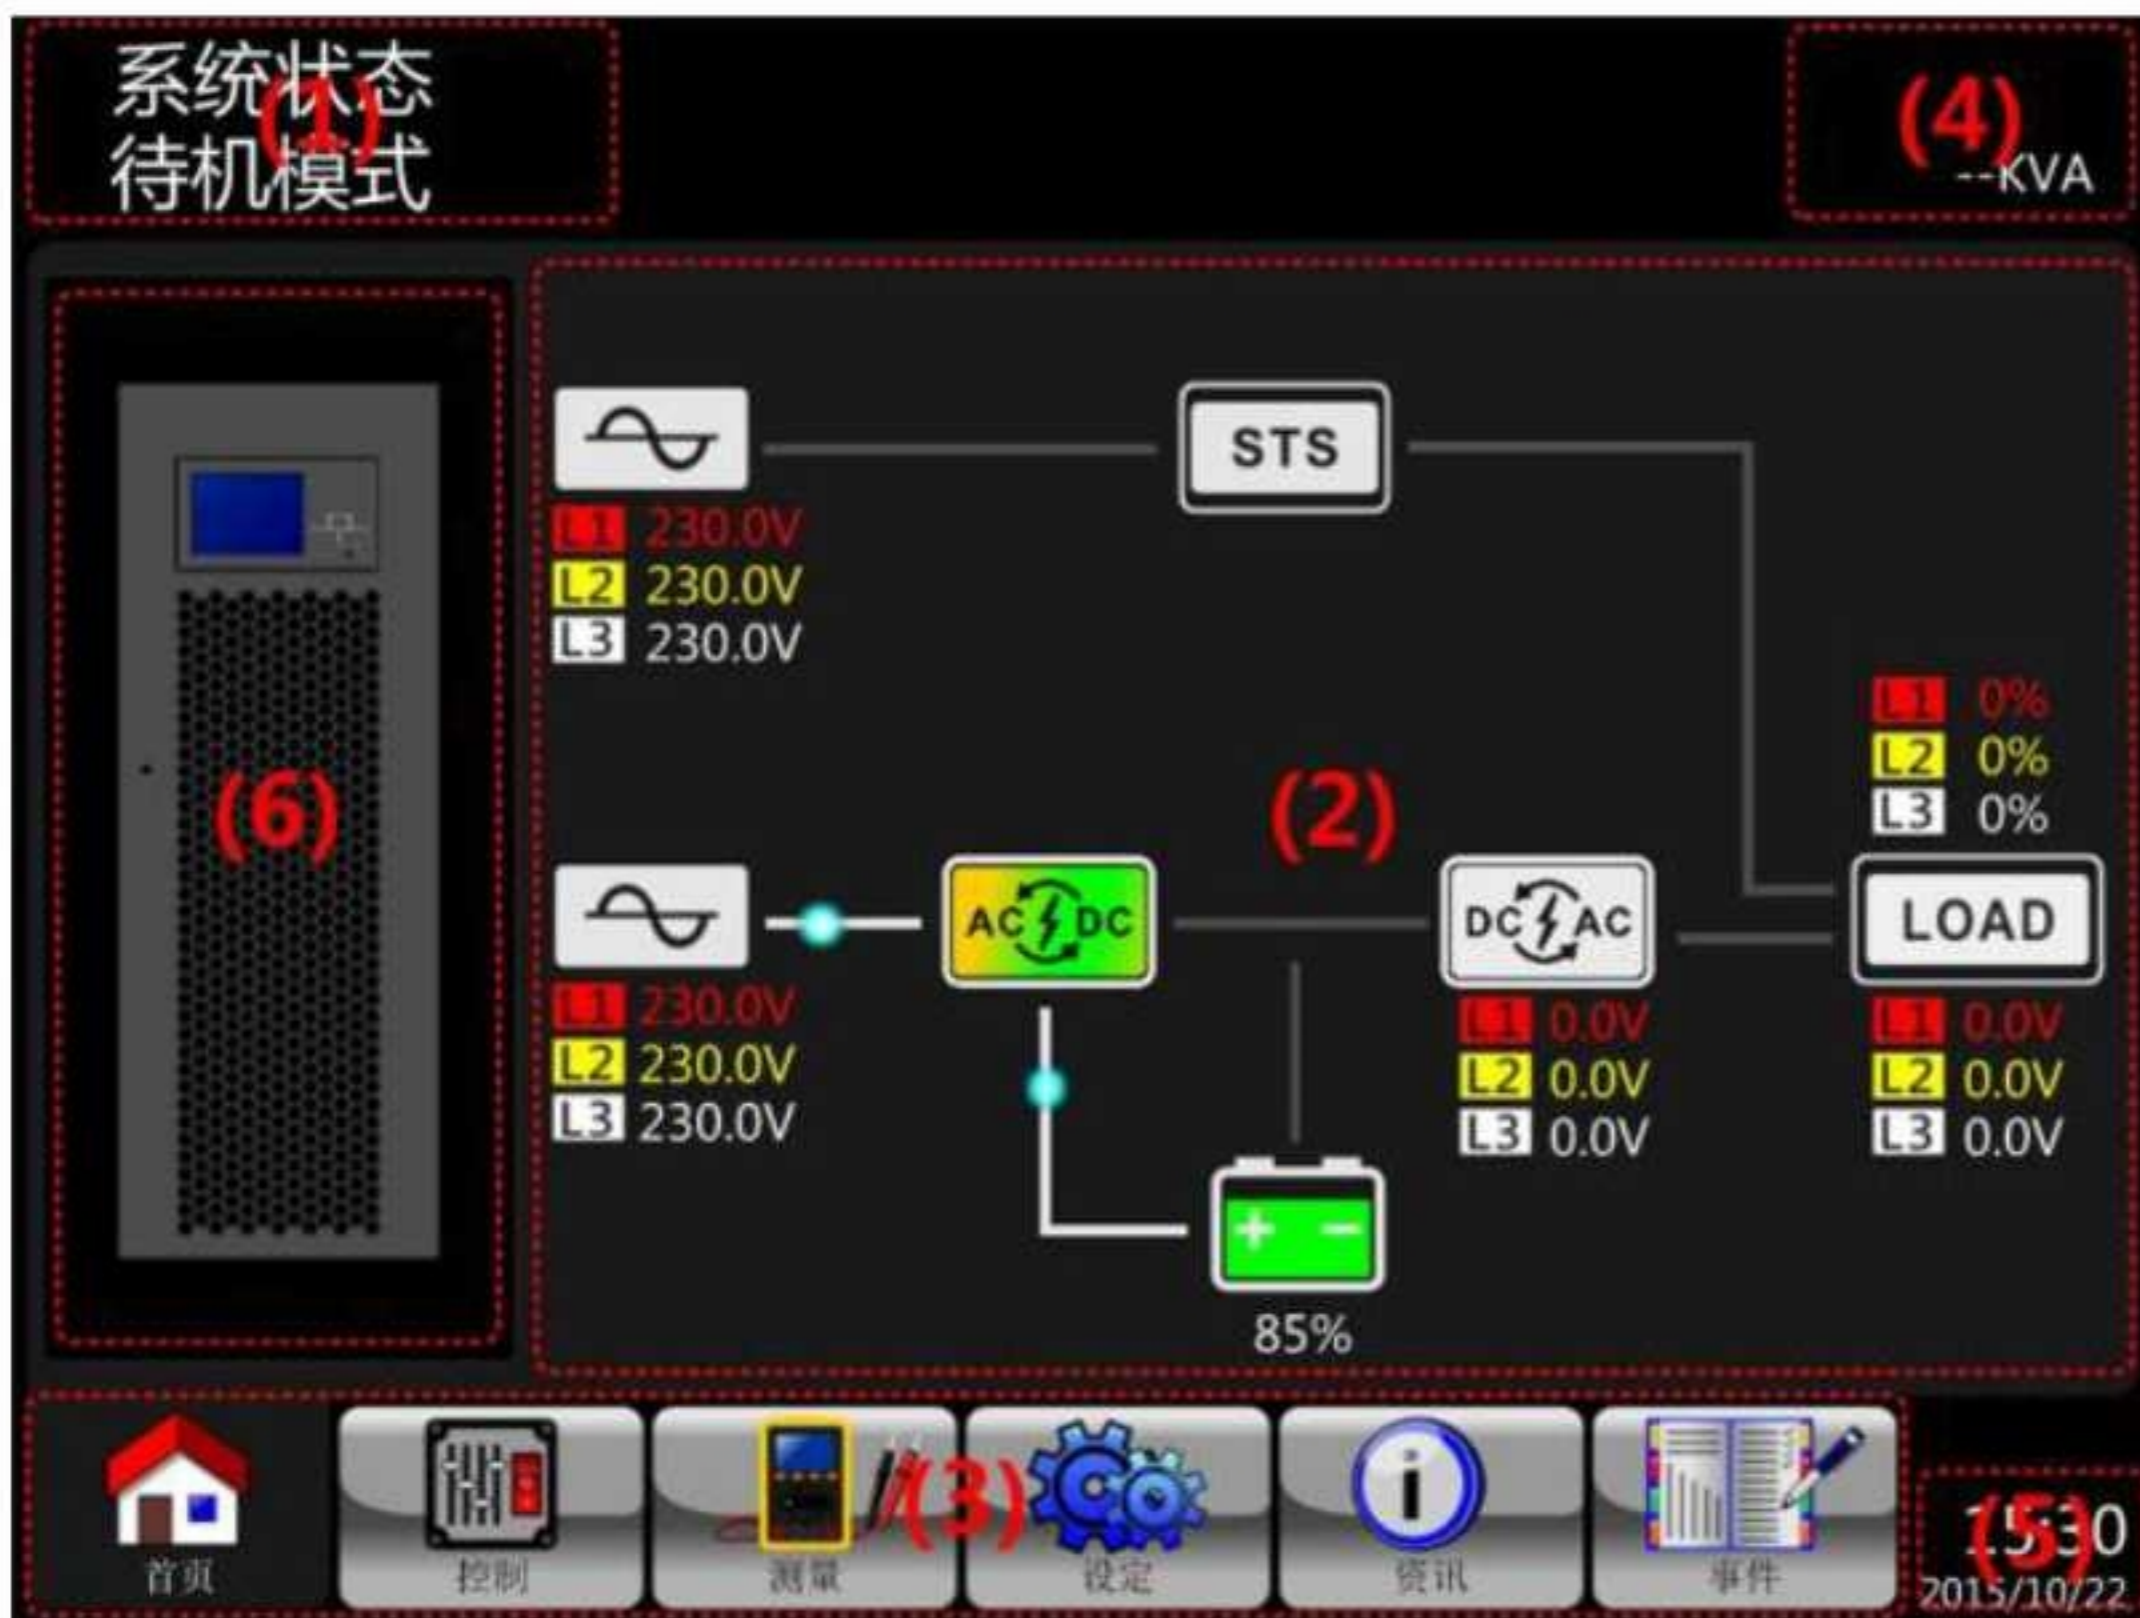 系统状态
(1)
待机模式
(4)
--KVA
STS
L1 230.0V
L2 230.0V
L3 230.0V
L1 0%
L2 0%
L3 0%
(6)
(2)
AC DC
DC AC
LOAD
L1 230.0V
L2 230.0V
L3 230.0V
L1 0.0V
L2 0.0V
L3 0.0V
L1 0.0V
L2 0.0V
L3 0.0V
+ -
85%
(3)
首页
控制
测量
设定
资讯
事件
15:30
(5)
2015/10/22